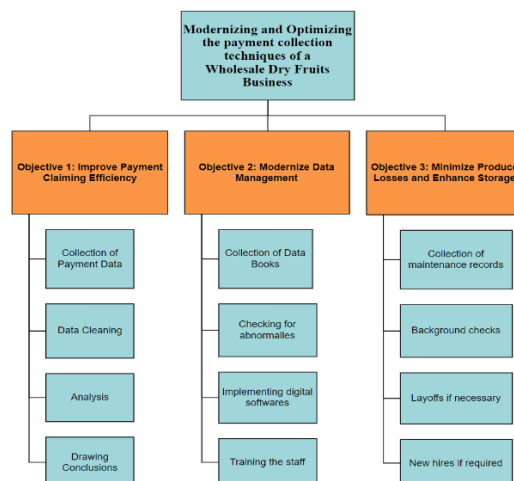 Modernizing and Optimizing
the payment collection
techniques of a
Wholesale Dry Fruits
Business
Objective 1: Improve Payment
Claiming Efficiency
Collection of
Payment Data
Data Cleaning
Analysis
Drawing
Conclusions
Objective 2: Modernize Data
Management
Collection of Data
Books
Checking for
abnormalles
Implementing digital
softwares
Training the staff
Objective 3: Minimize Produce
Losses and Enhance Storage
Collection of
maintenance records
Background checks
Layoffs if necessary
New hires if required